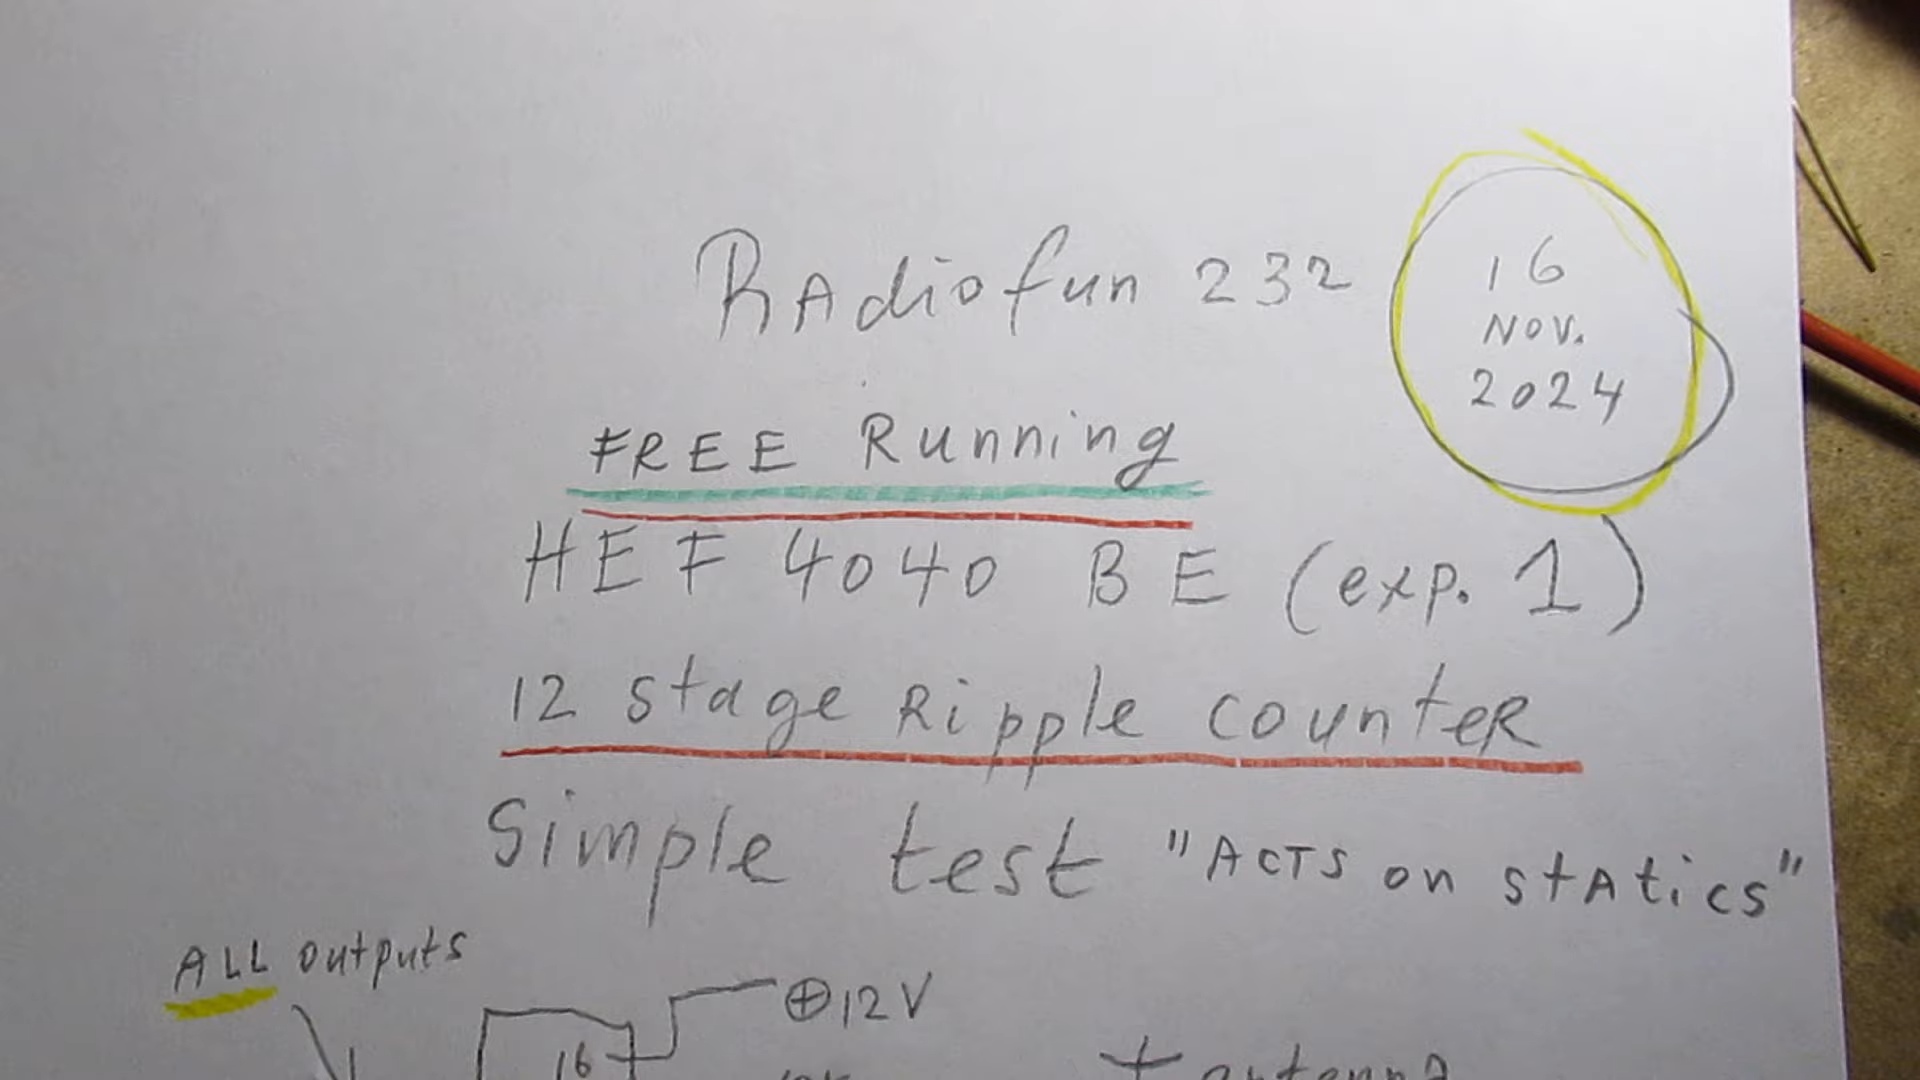 RAdiofun 232
16
NOV.
2024
FREE Running
HEF 4040 BE (exp. 1)
12 stage Ripple counteR
Simple test "ACTS on stAtics"
ALL outputs
⊕12V
16
antenna